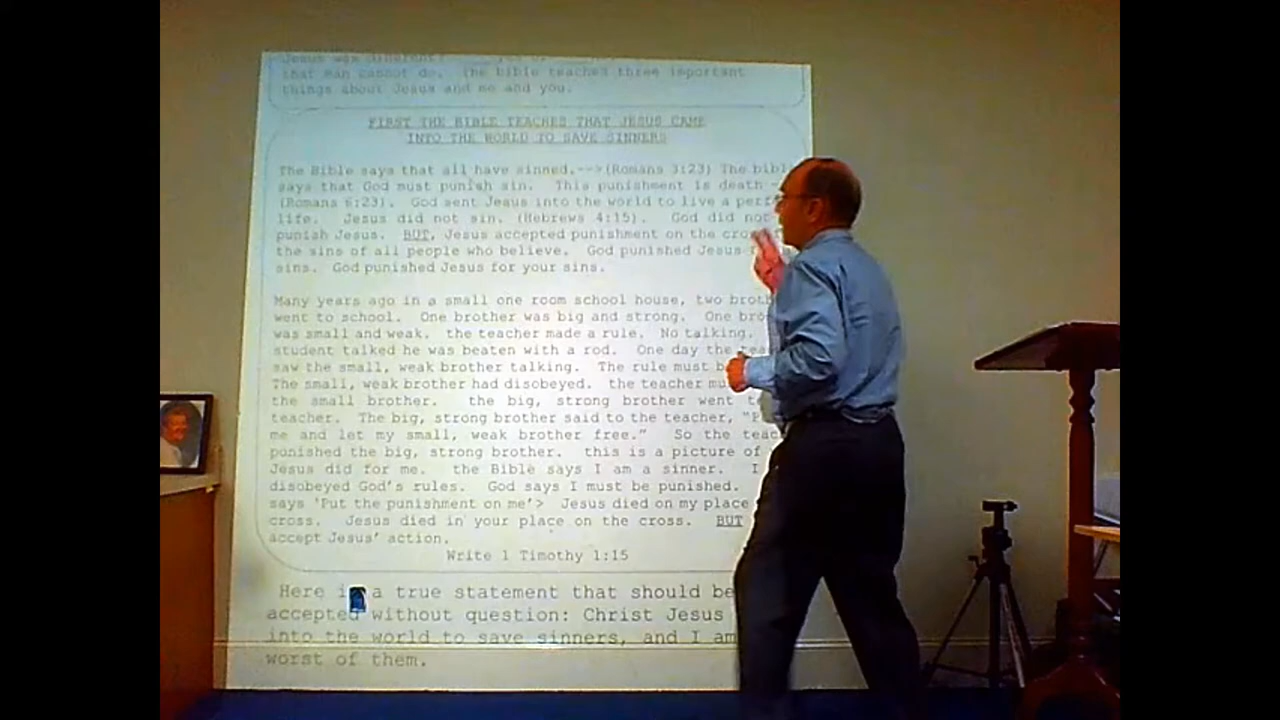 Jesus was different?
that man cannot do. The bible teaches three important
things about Jesus and me and you.
FIRST THE BIBLE TEACHES THAT JESUS CAME
INTO THE WORLD TO SAVE SINNERS
The Bible says that all have sinned.-->(Romans 3:23) The bibl
says that God must punish sin. This punishment is death
(Romans 6:23). God sent Jesus into the world to live a perf
life. Jesus did not sin. (Hebrews 4:15). God did not
punish Jesus. BUT, Jesus accepted punishment on the cro
the sins of all people who believe. God punished Jesus
sins. God punished Jesus for your sins.
Many years ago in a small one room school house, two brot
went to school. One brother was big and strong. One bro
was small and weak. the teacher made a rule. No talking.
student talked he was beaten with a rod. One day the tea
saw the small, weak brother talking. The rule must b
The small, weak brother had disobeyed. the teacher mu
the small brother. the big, strong brother went t
teacher. The big, strong brother said to the teacher, "P
me and let my small, weak brother free." So the teac
punished the big, strong brother. this is a picture of
Jesus did for me. the Bible says I am a sinner. I
disobeyed God's rules. God says I must be punished.
says 'Put the punishment on me'> Jesus died on my place
cross. Jesus died in your place on the cross. BUT
accept Jesus' action.
Write 1 Timothy 1:15
Here a true statement that should be
accepted without question: Christ Jesus
into the world to save sinners, and I am
worst of them.